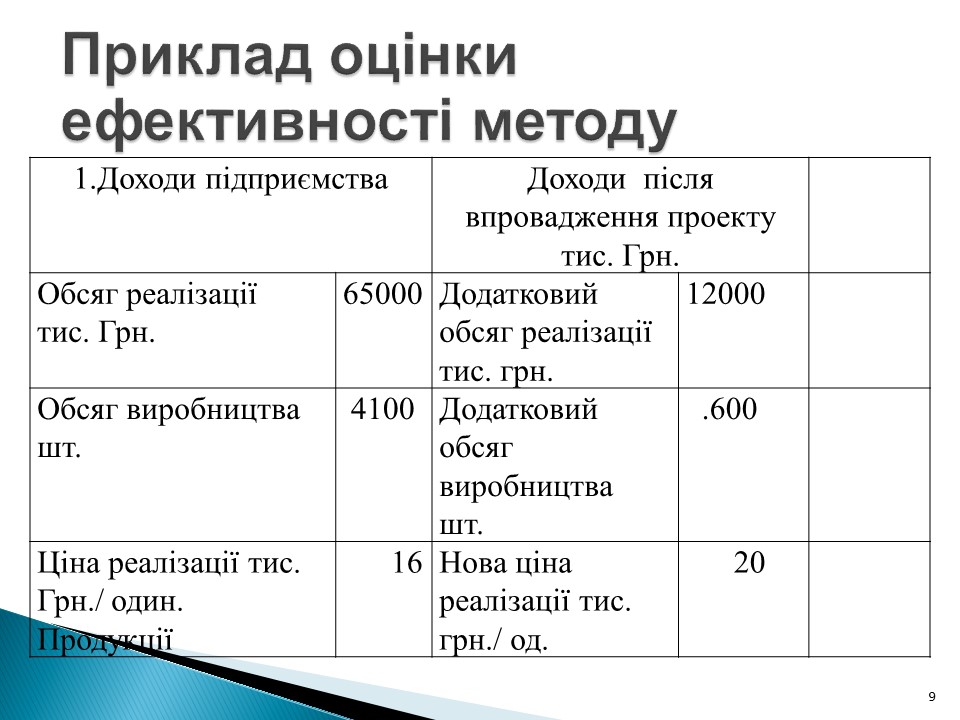 Приклад оцінки
ефективності методу
1.Доходи підприємства
Доходи після
впровадження проекту
тис. Грн.
Обсяг реалізації
тис. Грн.
65000
Додатковий
обсяг реалізації
тис. грн.
12000
Обсяг виробництва
шт.
4100
Додатковий
обсяг
виробництва
шт.
.600
Ціна реалізації тис.
Грн./ один.
Продукції
16
Нова ціна
реалізації тис.
грн./ од.
20
9